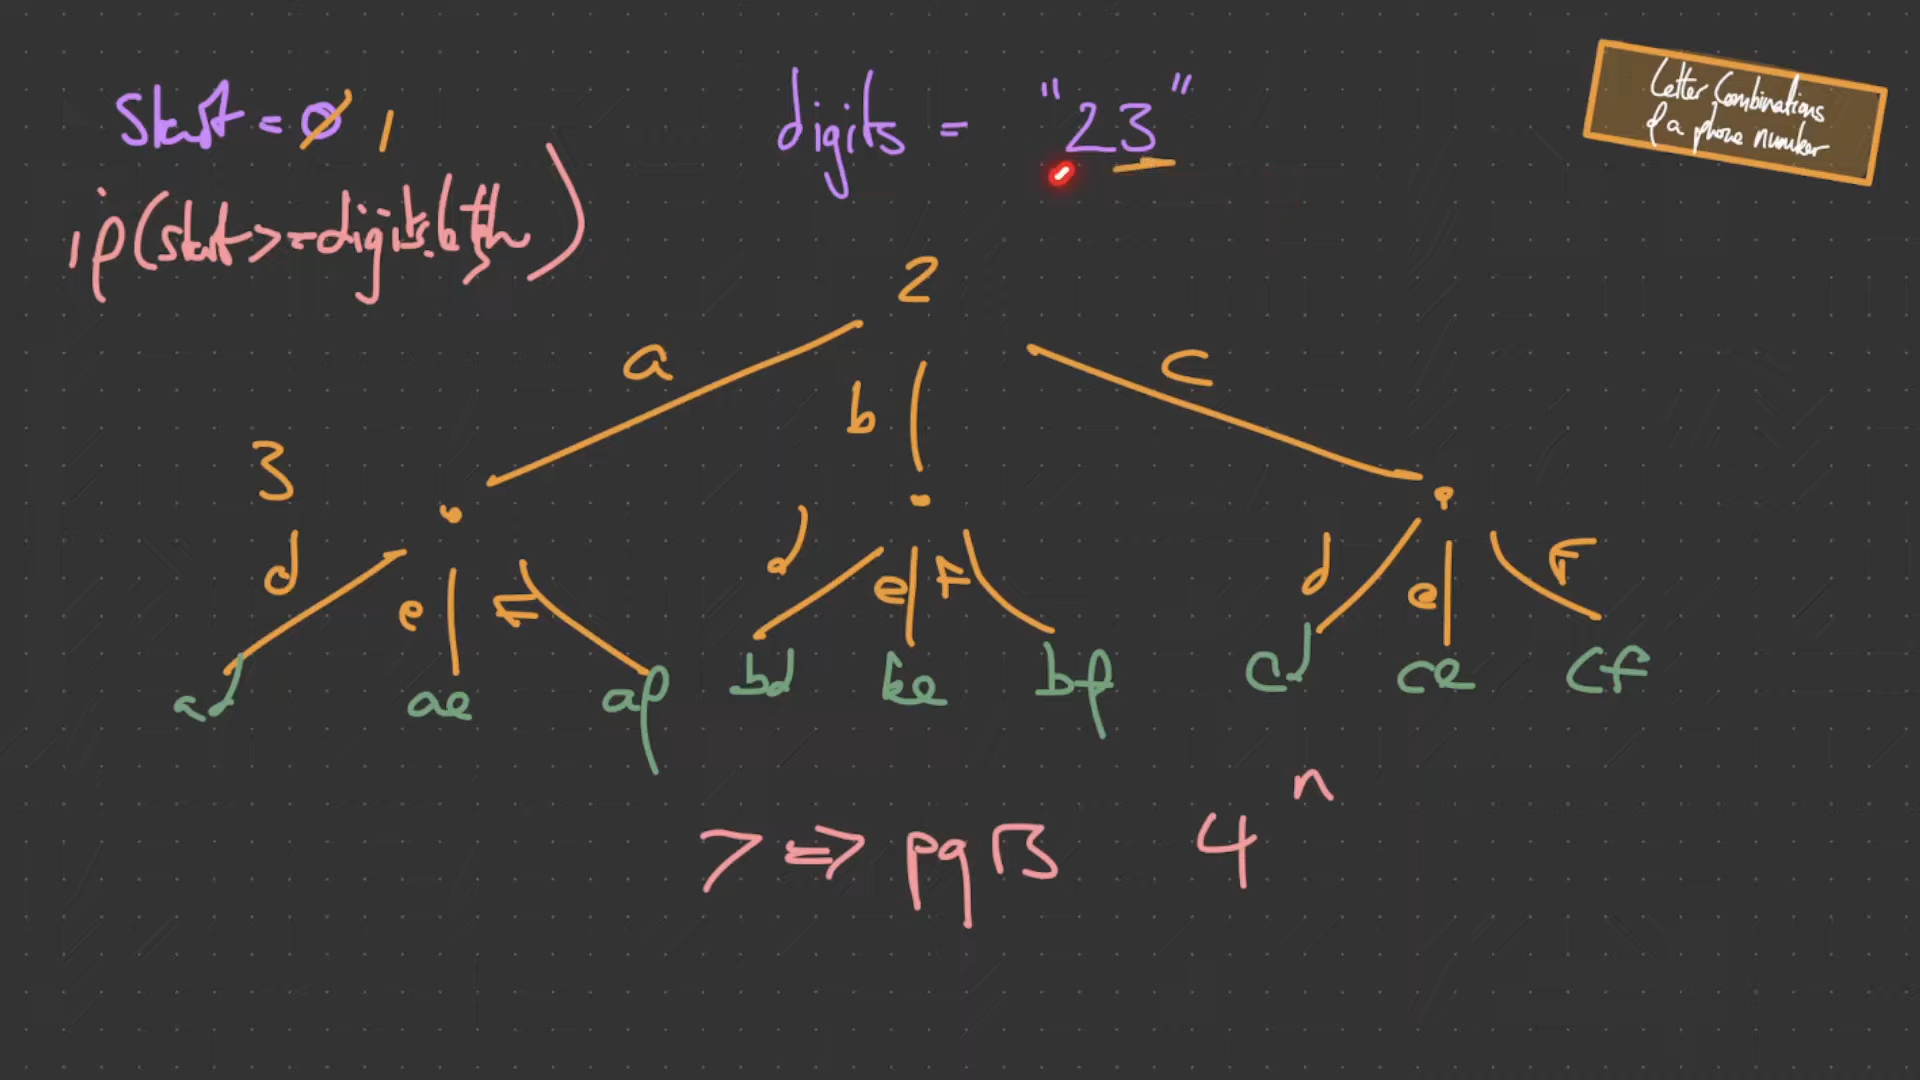 Start = 0 1
digits = "23"
Letter Combinations
of a phone number
if(start>=digits.length)
2
a
b
c
3
d
e
f
d
e
f
d
e
f
ad ae af bd be bf cd ce cf
7 => pqrs
4^n